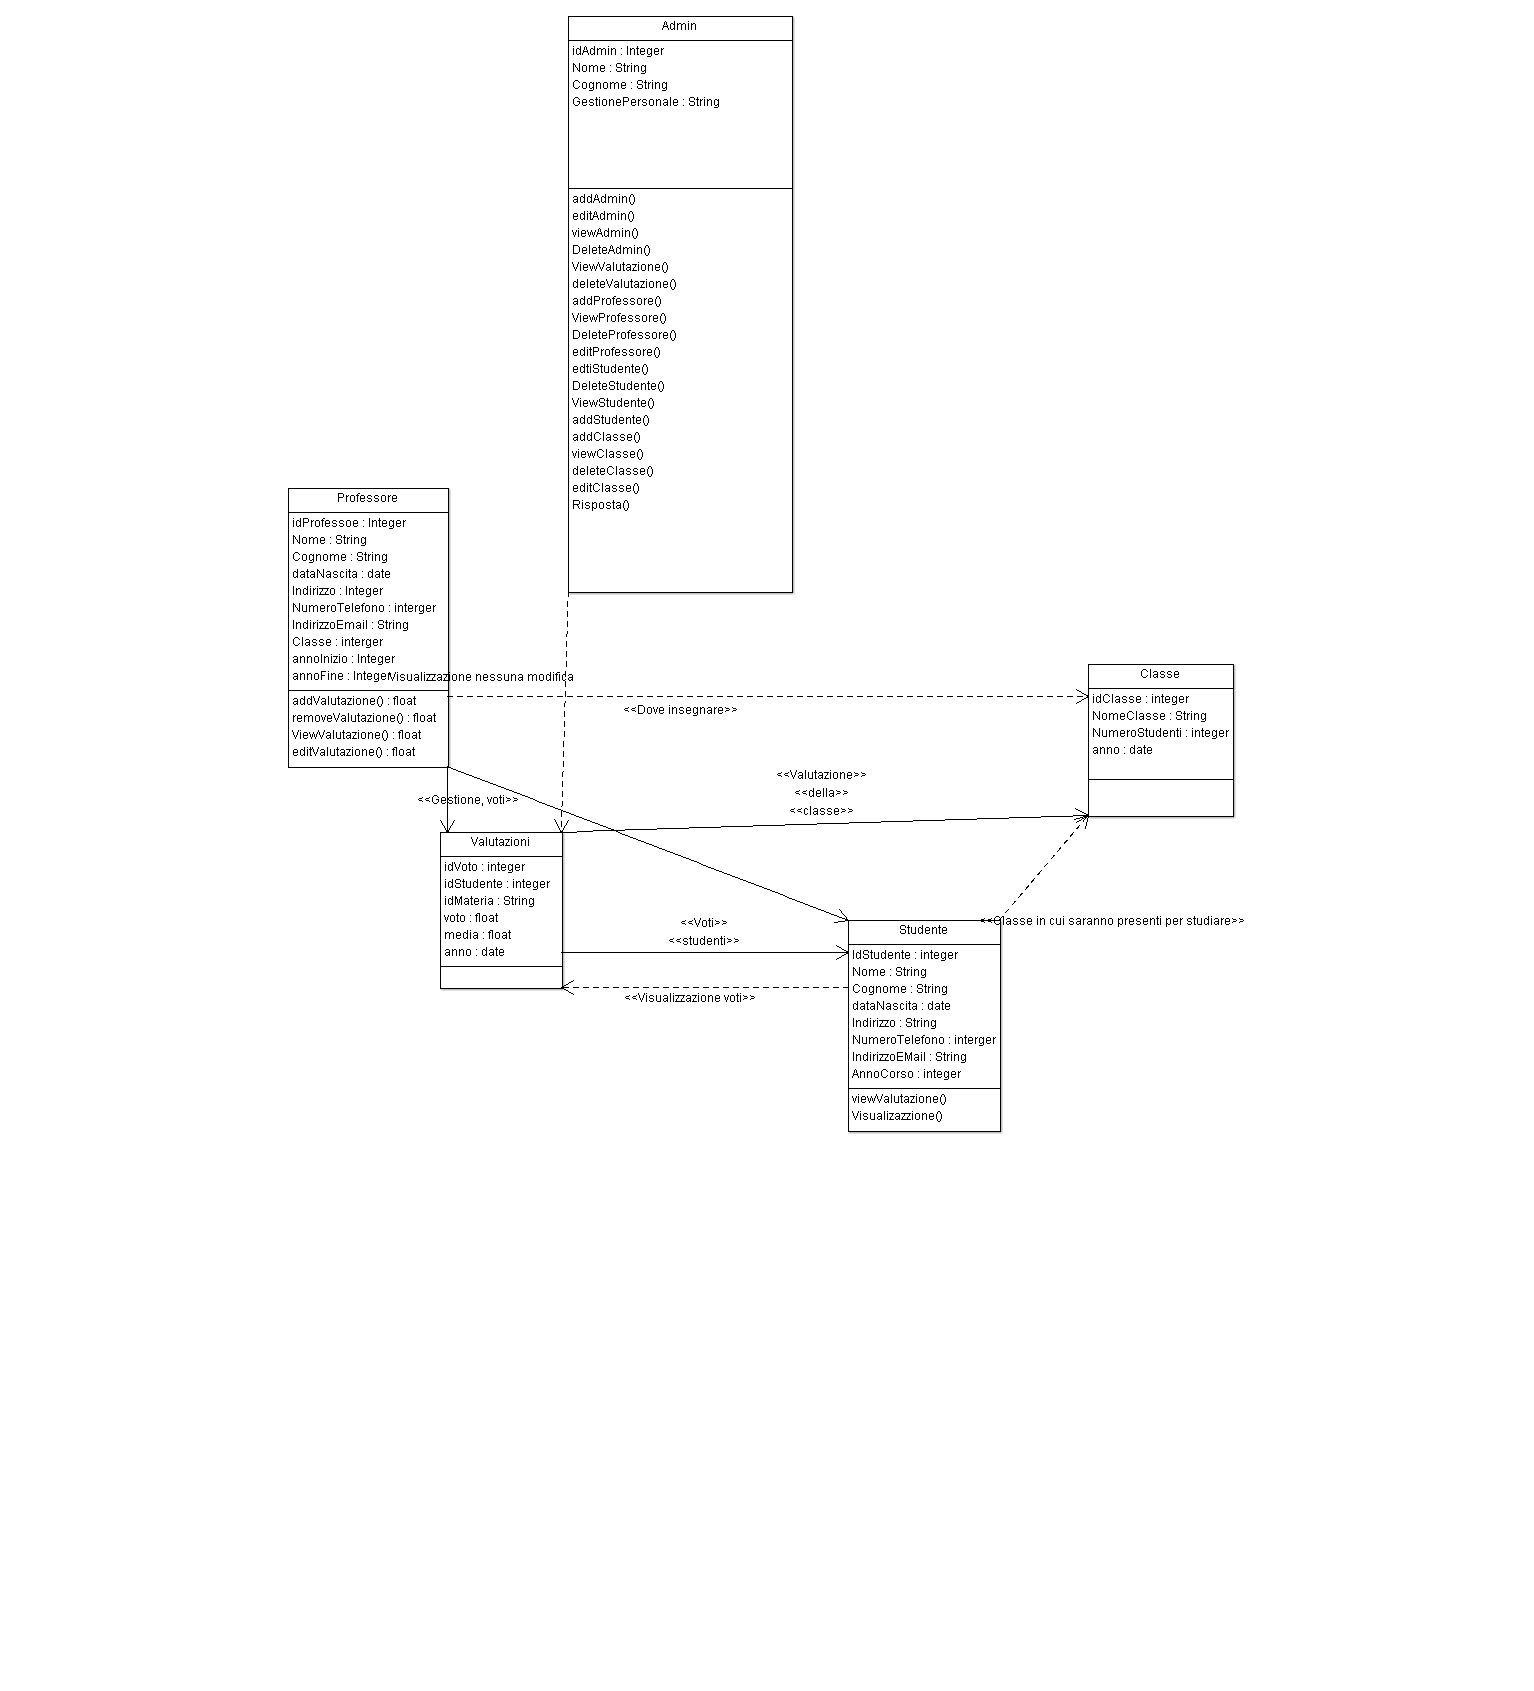 Admin
idAdmin : Integer
Nome : String
Cognome : String
GestionePersonale : String
addAdmin()
editAdmin()
viewAdmin()
DeleteAdmin()
ViewValutazione()
deleteValutazione()
addProfessore()
ViewProfessore()
DeleteProfessore()
editProfessore()
edtiStudente()
DeleteStudente()
ViewStudente()
addStudente()
addClasse()
viewClasse()
deleteClasse()
editClasse()
Risposta()
Professore
idProfessoe : Integer
Nome : String
Cognome : String
dataNascita : date
Indirizzo : Integer
NumeroTelefono : interger
IndirizzoEmail : String
Classe : interger
annoInizio : Integer
annoFine : Integer
addValutazione() : float
removeValutazione() : float
ViewValutazione() : float
editValutazione() : float
Visualizzazione nessuna modifica
<<Dove insegnare>>
Classe
idClasse : integer
NomeClasse : String
NumeroStudenti : integer
anno : date
<<Valutazione>>
<<della>>
<<classe>>
<<Gestione, voti>>
Valutazioni
idVoto : integer
idStudente : integer
idMateria : String
voto : float
media : float
anno : date
<<Voti>>
<<studenti>>
<<Visualizzazione voti>>
<<Classe in cui saranno presenti per studiare>>
Studente
IdStudente : integer
Nome : String
Cognome : String
dataNascita : date
Indirizzo : String
NumeroTelefono : interger
IndirizzoEMail : String
AnnoCorso : integer
viewValutazione()
Visualizazzione()